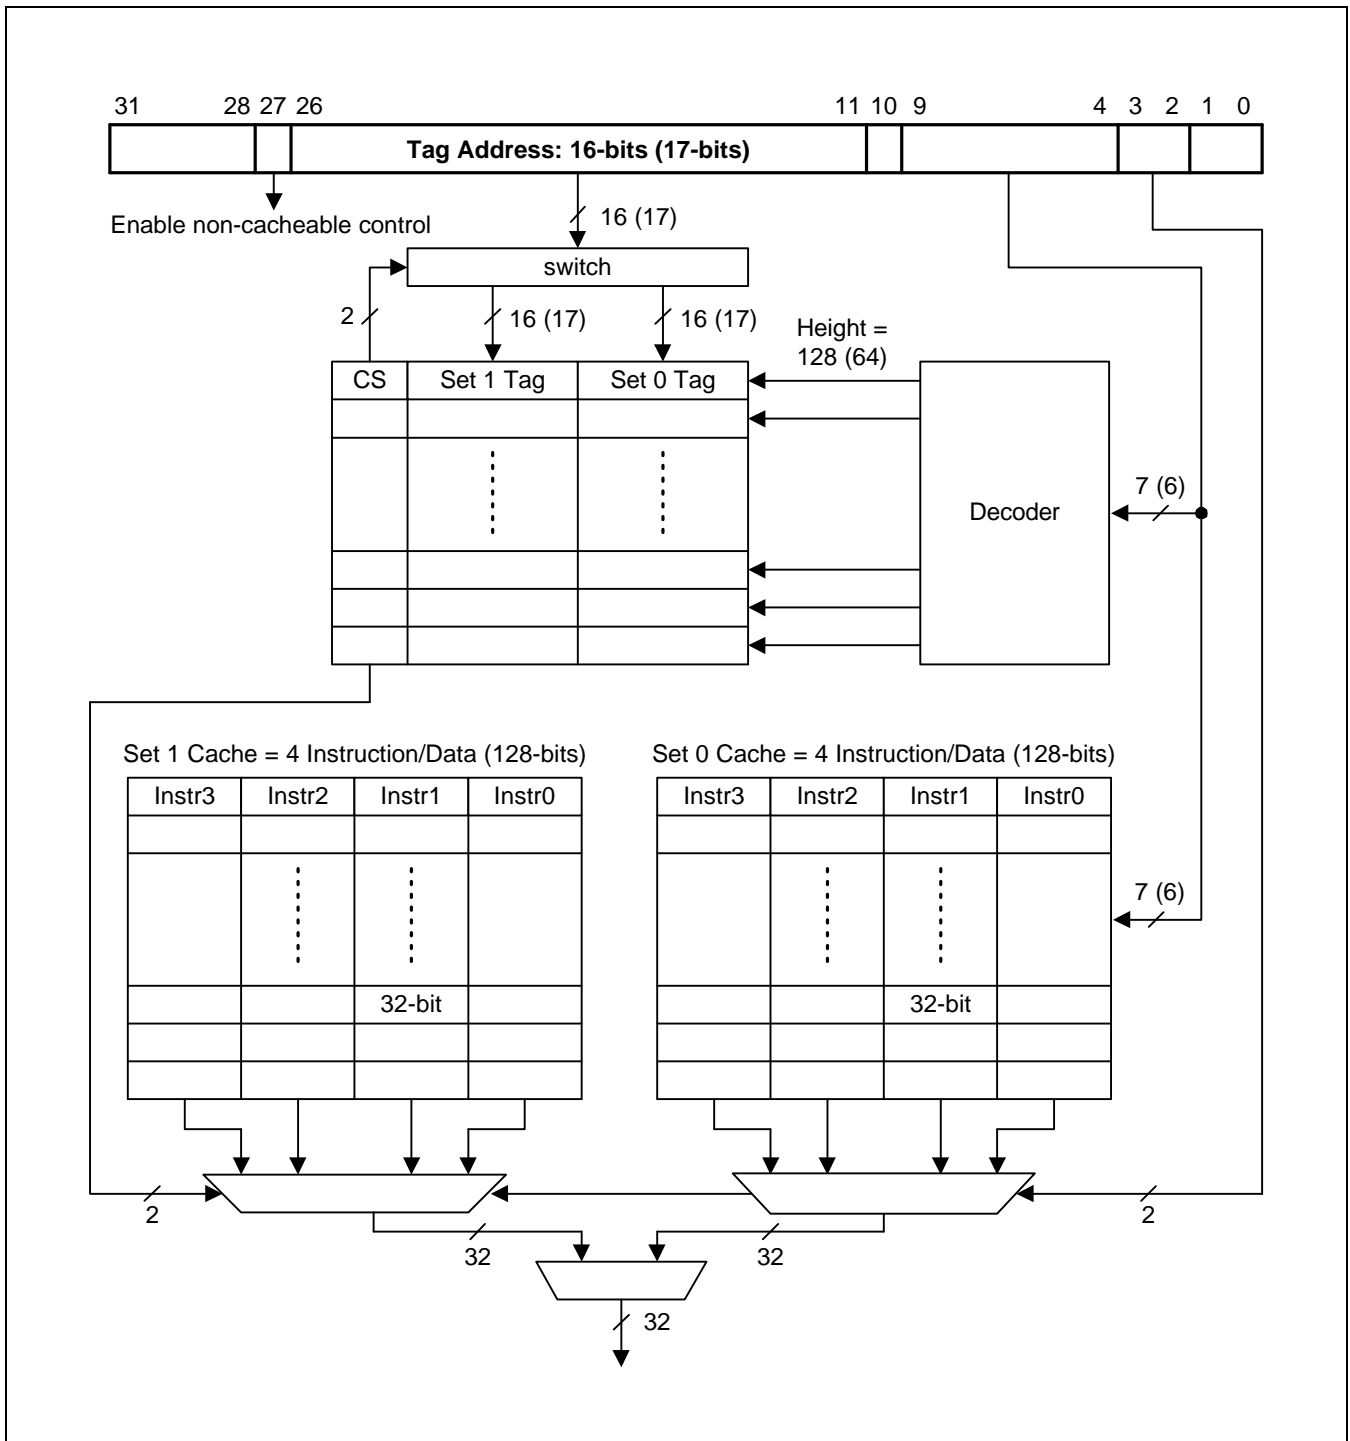 31 28 27 26 11 10 9 4 3 2 1 0
Tag Address: 16-bits (17-bits)
Enable non-cacheable control
16 (17)
switch
2
16 (17)
16 (17)
Height =
128 (64)
CS Set 1 Tag Set 0 Tag
7 (6)
Decoder
Set 1 Cache = 4 Instruction/Data (128-bits)
Set 0 Cache = 4 Instruction/Data (128-bits)
Instr3 Instr2 Instr1 Instr0
Instr3 Instr2 Instr1 Instr0
7 (6)
32-bit
32-bit
2
2
32
32
32